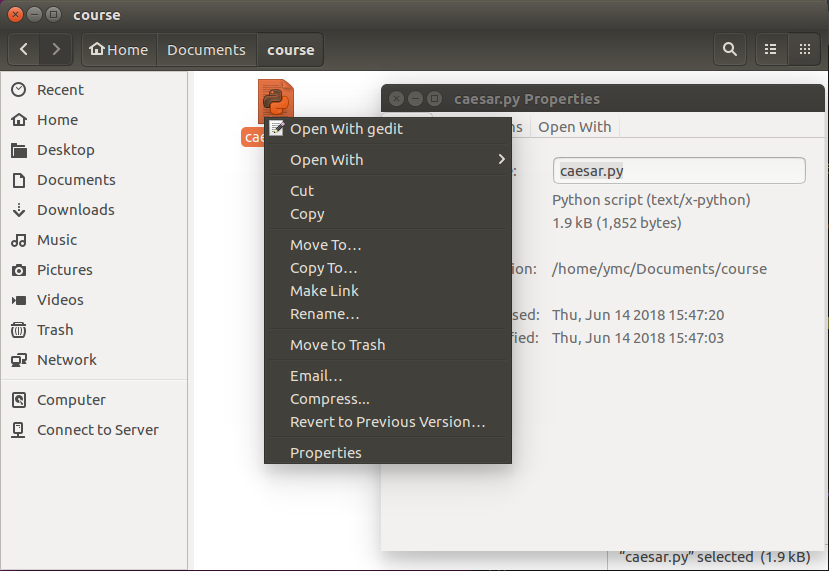 course
Home Documents course
Recent
Home
Desktop
Documents
Downloads
Music
Pictures
Videos
Trash
Network
Computer
Connect to Server
cae
Open With gedit
Open With
Cut
Copy
Move To…
Copy To…
Make Link
Rename…
Move to Trash
Email…
Compress...
Revert to Previous Version…
Properties
caesar.py Properties
ns Open With
: caesar.py
Python script (text/x-python)
1.9 kB (1,852 bytes)
on: /home/ymc/Documents/course
sed: Thu, Jun 14 2018 15:47:20
fied: Thu, Jun 14 2018 15:47:03
“caesar.py” selected (1.9 kB)